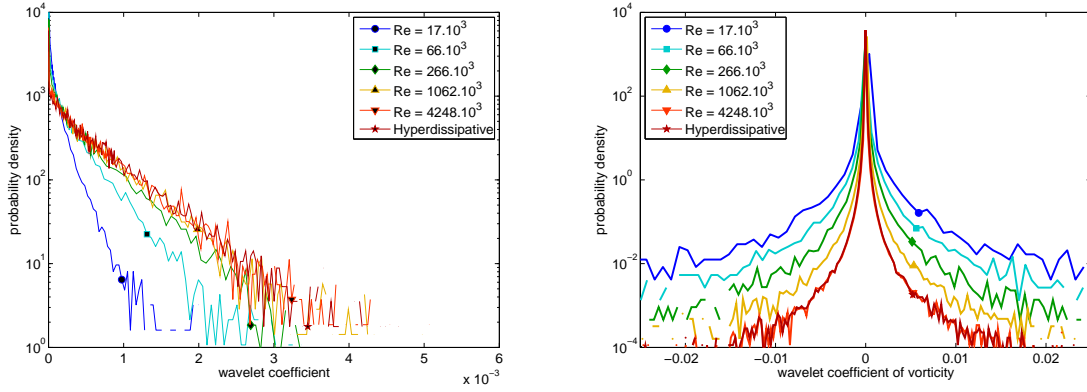 10^4
10^3
10^2
10^1
10^0
probability density
Re = 17.10^3
Re = 66.10^3
Re = 266.10^3
Re = 1062.10^3
Re = 4248.10^3
Hyperdissipative
0 1 2 3 4 5 6
wavelet coefficient
x 10^-3
10^4
10^2
10^0
10^-2
10^-4
probability density
Re = 17.10^3
Re = 66.10^3
Re = 266.10^3
Re = 1062.10^3
Re = 4248.10^3
Hyperdissipative
-0.02 -0.01 0 0.01 0.02
wavelet coefficient of vorticity